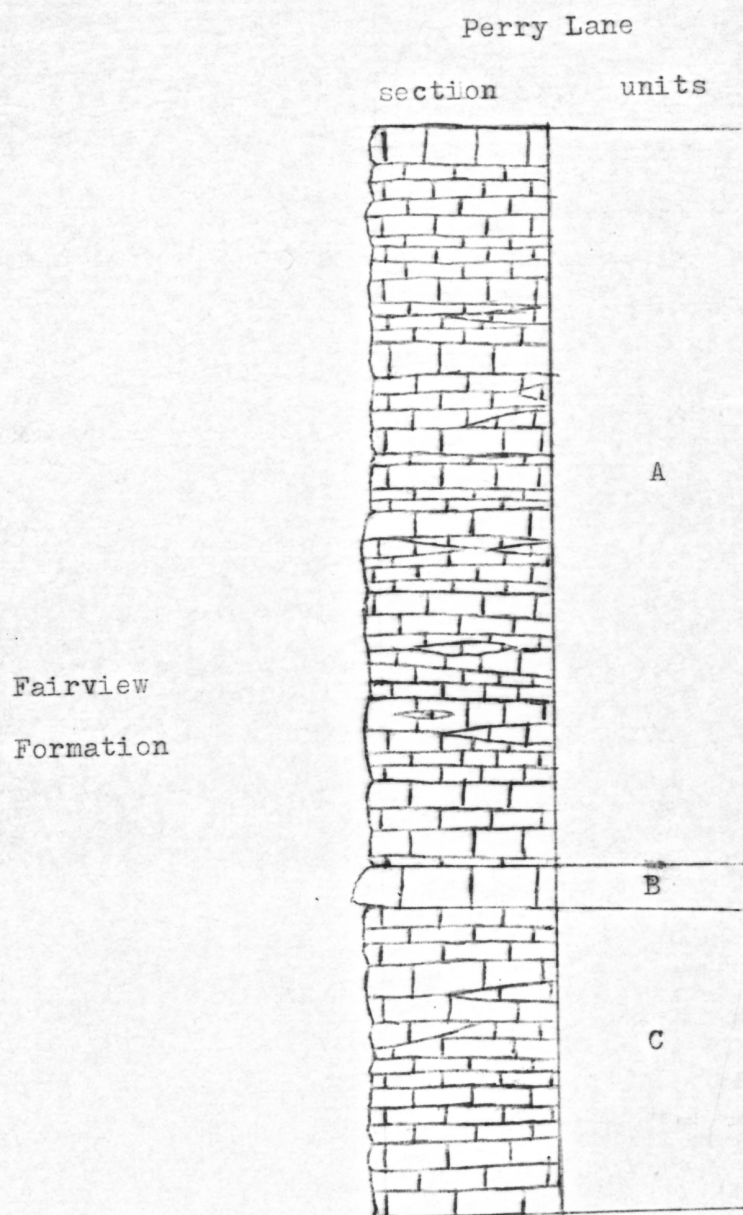 Perry Lane
section units
A
Fairview
Formation
B
C